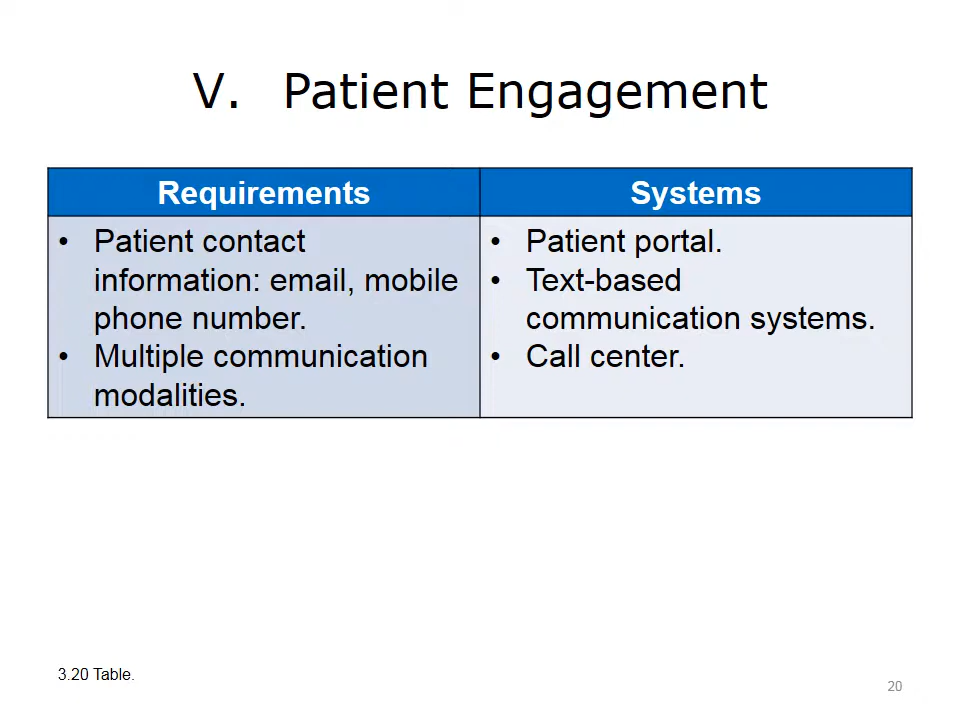 V. Patient Engagement
Requirements
Systems
• Patient contact
information: email, mobile
phone number.
• Multiple communication
modalities.
• Patient portal.
• Text-based
communication systems.
• Call center.
3.20 Table.
20